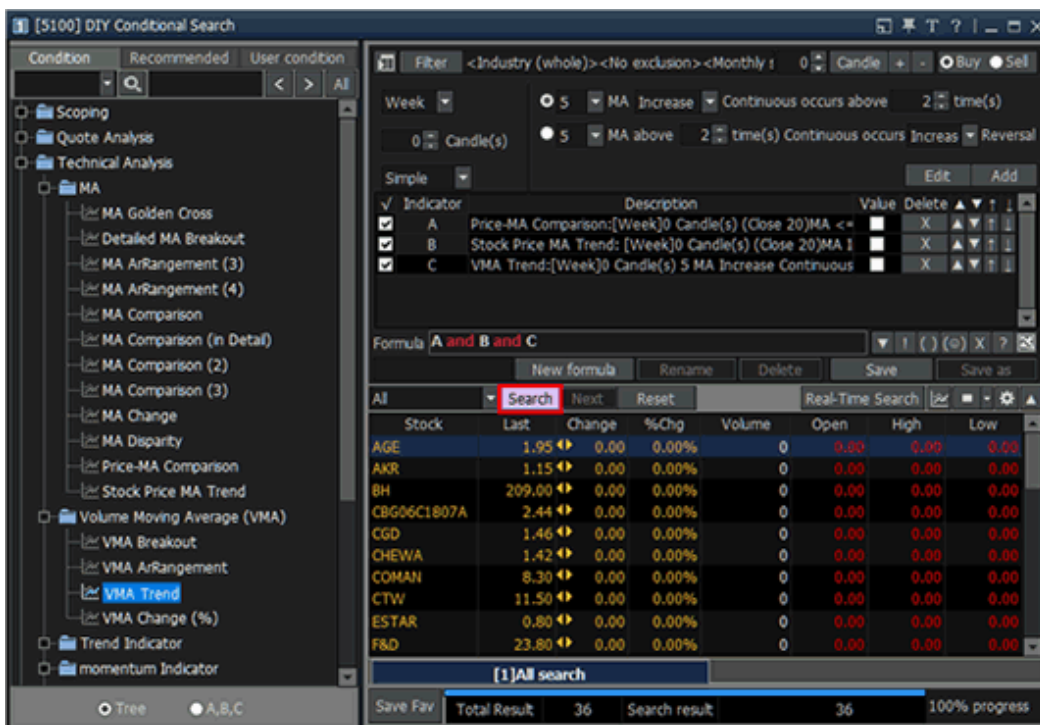 [5100] DIY Conditional Search
Condition Recommended User condition
All
Scoping
Quote Analysis
Technical Analysis
MA
MA Golden Cross
Detailed MA Breakout
MA ArRangement (3)
MA ArRangement (4)
MA Comparison
MA Comparison (in Detail)
MA Comparison (2)
MA Comparison (3)
MA Change
MA Disparity
Price-MA Comparison
Stock Price MA Trend
Volume Moving Average (VMA)
VMA Breakout
VMA ArRangement
VMA Trend
VMA Change (%)
Trend Indicator
momentum Indicator
Tree A,B,C
Filter <Industry (whole)><No exclusion><Monthly 0 Candle + - Buy Sell
Week 5 MA Increase Continuous occurs above 2 time(s)
0 Candle(s) 5 MA above 2 time(s) Continuous occurs Increas Reversal
Simple Edit Add
√ Indicator Description Value Delete
A Price-MA Comparison:[Week]0 Candle(s) (Close 20)MA <= X
B Stock Price MA Trend: [Week]0 Candle(s) (Close 20)MA I X
C VMA Trend:[Week]0 Candle(s) 5 MA Increase Continuous X
Formula A and B and C ! ( ) X ?
New formula Rename Delete Save Save as
All Search Next Reset Real-Time Search
Stock Last Change %Chg Volume Open High Low
AGE 1.95 0.00 0.00% 0 0.00 0.00 0.00
AKR 1.15 0.00 0.00% 0 0.00 0.00 0.00
BH 209.00 0.00 0.00% 0 0.00 0.00 0.00
CBG06C1807A 2.44 0.00 0.00% 0 0.00 0.00 0.00
CGD 1.46 0.00 0.00% 0 0.00 0.00 0.00
CHEWA 1.42 0.00 0.00% 0 0.00 0.00 0.00
COMAN 8.30 0.00 0.00% 0 0.00 0.00 0.00
CTW 11.50 0.00 0.00% 0 0.00 0.00 0.00
ESTAR 0.80 0.00 0.00% 0 0.00 0.00 0.00
F&D 23.80 0.00 0.00% 0 0.00 0.00 0.00
[1]All search
Save Fav Total Result 36 Search result 36 100% progress